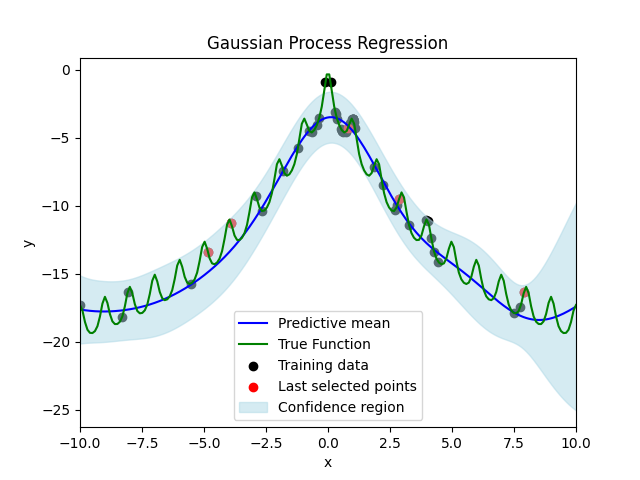 Gaussian Process Regression
y
0
−5
−10
−15
−20
−25
Predictive mean
True Function
Training data
Last selected points
Confidence region
−10.0 −7.5 −5.0 −2.5 0.0 2.5 5.0 7.5 10.0
x